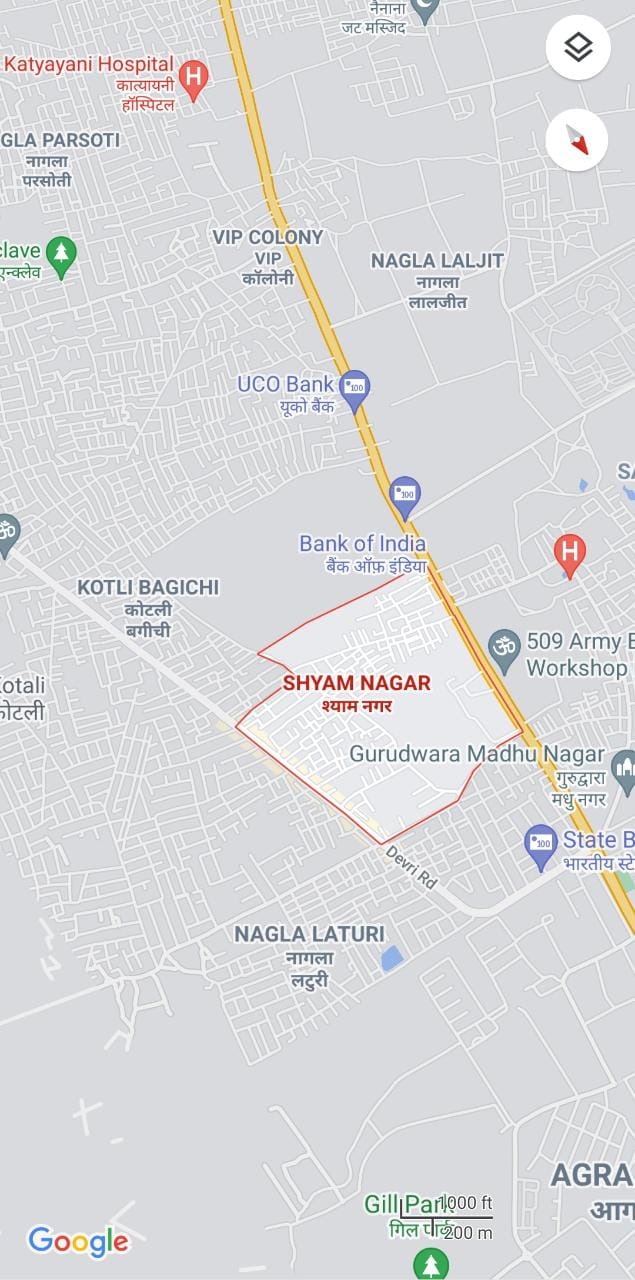 नैनाना
जट मस्जिद
Katyayani Hospital
कात्यायनी
हॉस्पिटल
GLA PARSOTI
नागला
परसोती
VIP COLONY
VIP
कॉलोनी
clave
एन्क्लेव
NAGLA LALJIT
नागला
लालजीत
UCO Bank
यूको बैंक
SA
Bank of India
बैंक ऑफ़ इंडिया
KOTLI BAGICHI
कोटली
बगीची
509 Army B
Workshop
Kotali
कोटली
SHYAM NAGAR
श्याम नगर
Gurudwara Madhu Nagar
गुरुद्वारा
मधु नगर
State B
भारतीय स्टे
Devri Rd
NAGLA LATURI
नागला
लटुरी
AGRA
आग
Gill Park
गिल पार्क
1000 ft
200 m
Google